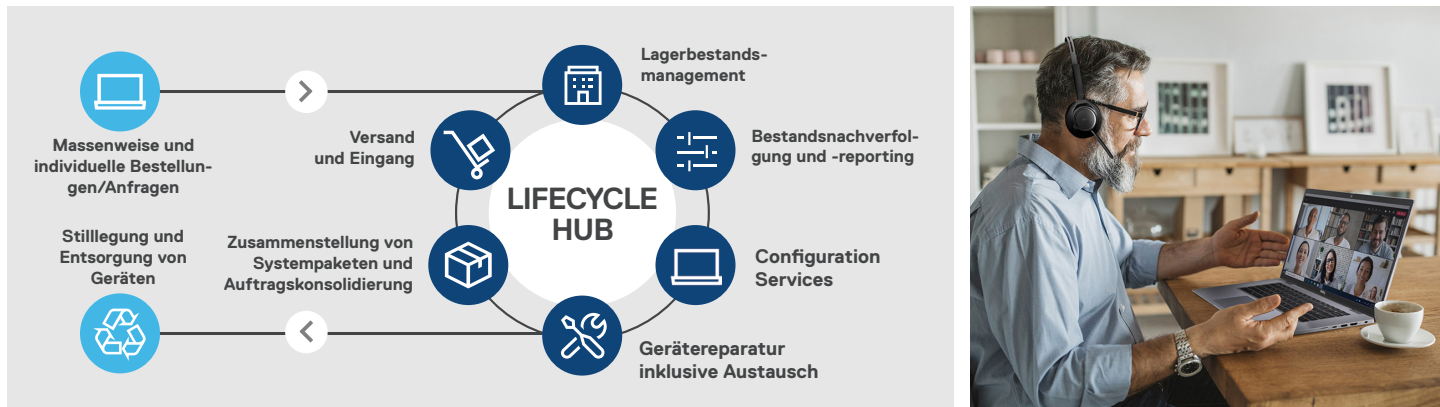 Massenweise und
individuelle Bestellun-
gen/Anfragen
Stilllegung und
Entsorgung von
Geräten
Versand
und Eingang
Zusammenstellung von
Systempaketen und
Auftragskonsolidierung
LIFECYCLE
HUB
Lagerbestands-
management
Bestandsnachverfol-
gung und -reporting
Configuration
Services
Gerätereparatur
inklusive Austausch